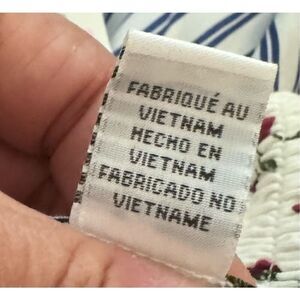 FABRIQUÉ AU
VIETNAM
HECHO EN
VIETNAM
FABRICADO NO
VIETNAME